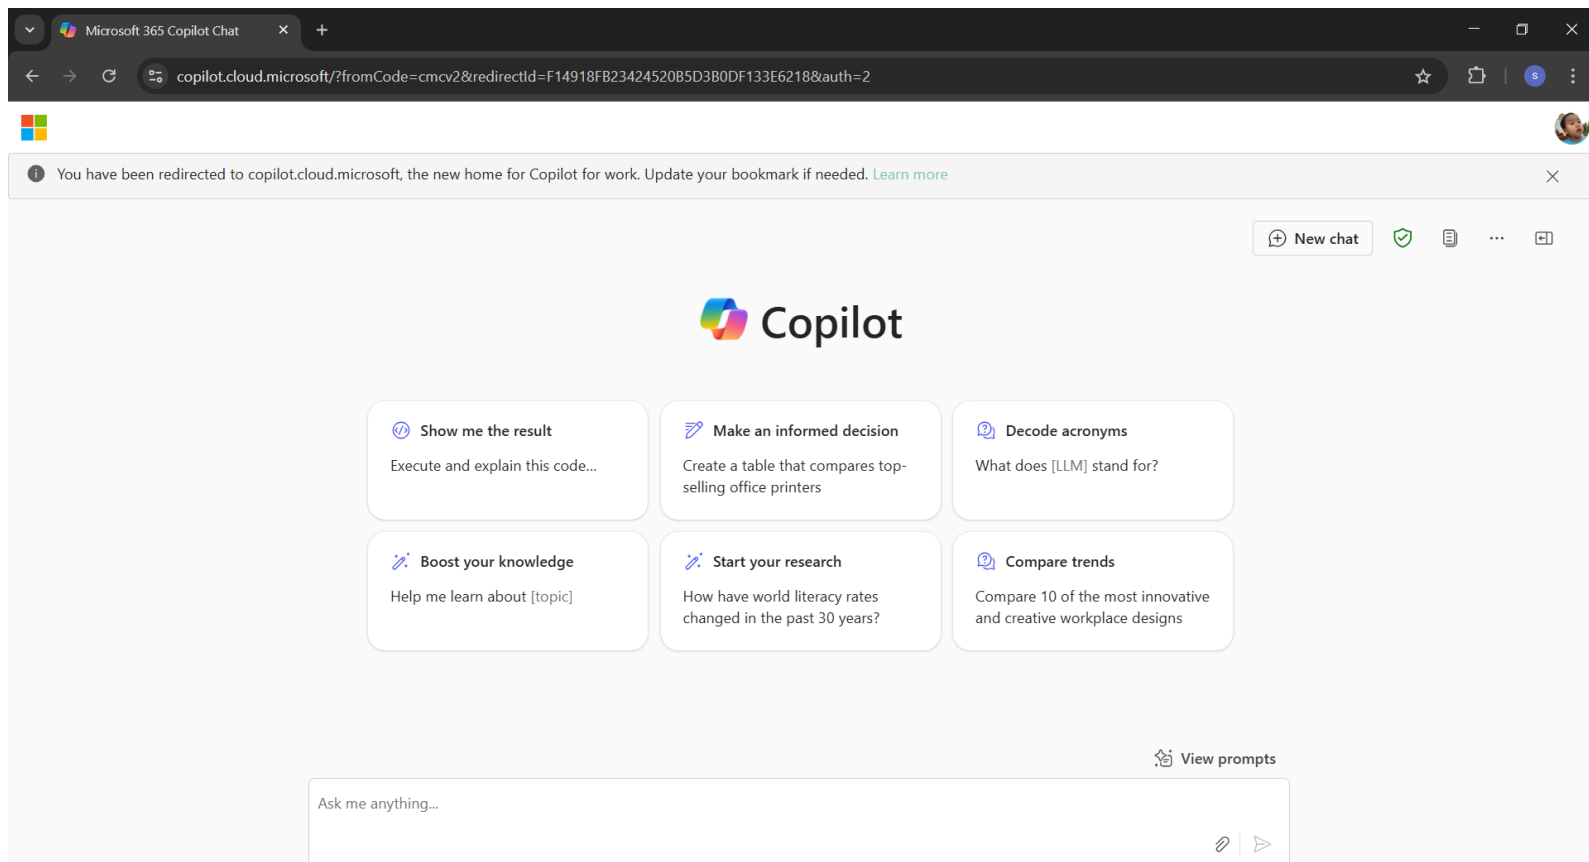 Microsoft 365 Copilot Chat
copilot.cloud.microsoft/?fromCode=cmcv2&redirectId=F14918FB23424520B5D3B0DF133E6218&auth=2
S
You have been redirected to copilot.cloud.microsoft, the new home for Copilot for work. Update your bookmark if needed. Learn more
New chat
Copilot
Show me the result
Execute and explain this code...
Make an informed decision
Create a table that compares top-
selling office printers
Decode acronyms
What does [LLM] stand for?
Boost your knowledge
Help me learn about [topic]
Start your research
How have world literacy rates
changed in the past 30 years?
Compare trends
Compare 10 of the most innovative
and creative workplace designs
View prompts
Ask me anything...